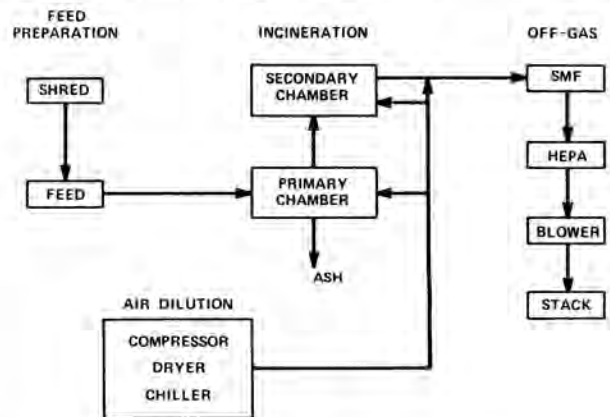 FEED
PREPARATION
INCINERATION
OFF-GAS
SHRED
SECONDARY
CHAMBER
SMF
HEPA
FEED
PRIMARY
CHAMBER
BLOWER
ASH
STACK
AIR DILUTION
COMPRESSOR
DRYER
CHILLER